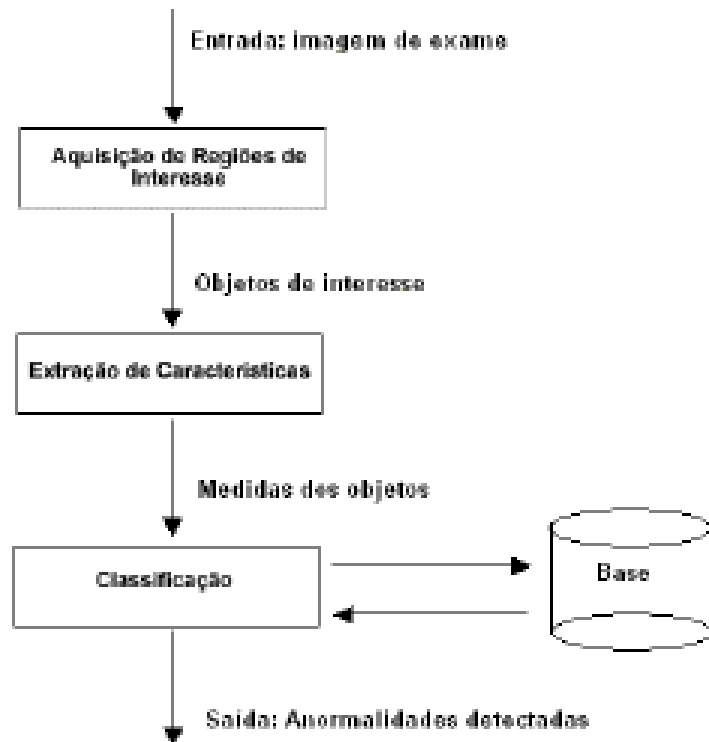 Entrada: imagem de exame
Aquisição de Regiões de
Interesse
Objetos de interesse
Extração de Características
Medidas dos objetos
Classificação
Base
Saída: Anormalidades detectadas